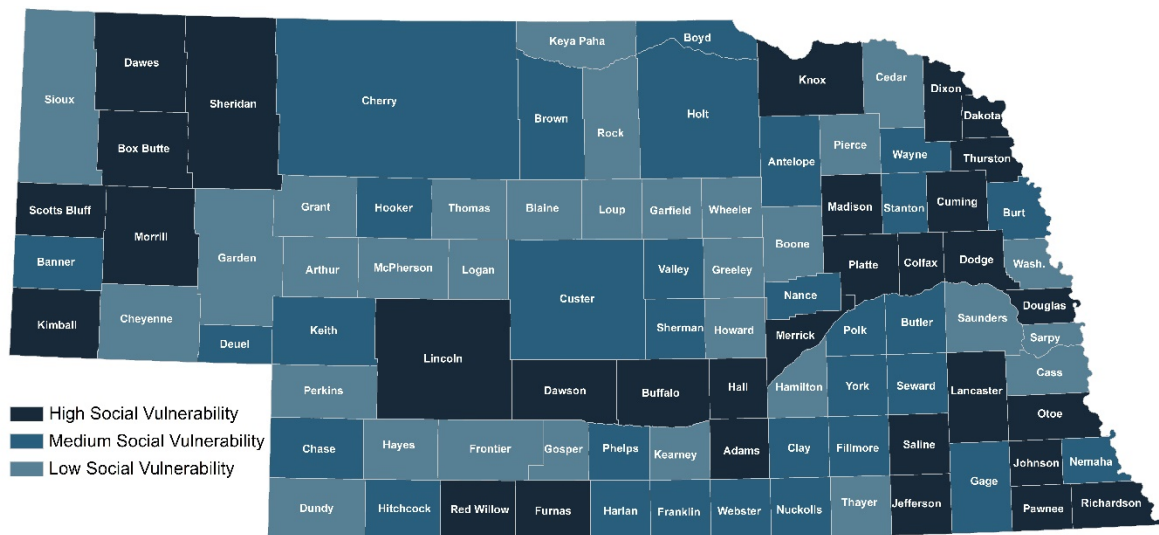 Keya Paha
Boyd
Dawes
Knox
Cedar
Sioux
Sheridan
Cherry
Dixon
Dakota
Brown
Holt
Rock
Box Butte
Antelope
Pierce
Wayne
Thurston
Scotts Bluff
Grant
Hooker
Thomas
Blaine
Loup
Garfield
Wheeler
Madison
Stanton
Cuming
Burt
Morrill
Banner
Garden
Arthur
McPherson
Logan
Valley
Greeley
Boone
Platte
Colfax
Dodge
Wash.
Custer
Nance
Kimball
Cheyenne
Deuel
Keith
Sherman
Howard
Merrick
Polk
Butler
Saunders
Douglas
Sarpy
Lincoln
Perkins
Dawson
Buffalo
Hall
Hamilton
York
Seward
Lancaster
Cass
Otoe
High Social Vulnerability
Medium Social Vulnerability
Low Social Vulnerability
Chase
Hayes
Frontier
Gosper
Phelps
Kearney
Adams
Clay
Fillmore
Saline
Gage
Johnson
Nemaha
Dundy
Hitchcock
Red Willow
Furnas
Harlan
Franklin
Webster
Nuckolls
Thayer
Jefferson
Pawnee
Richardson